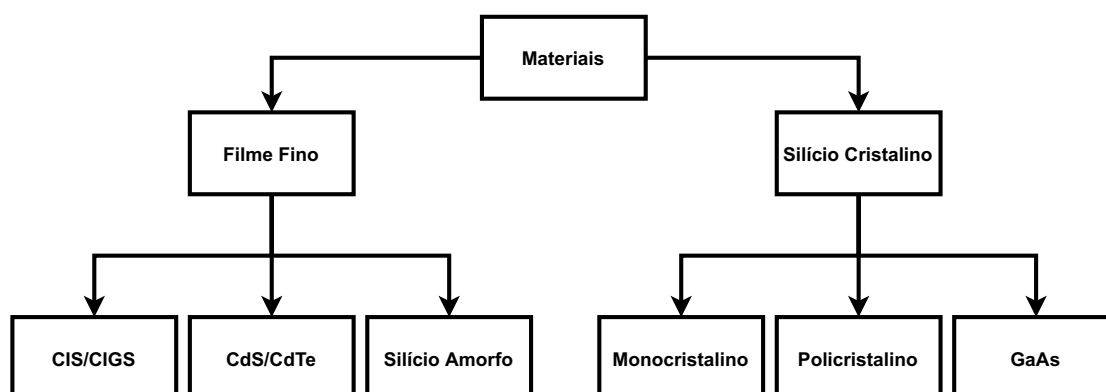 Materiais
Filme Fino
Silício Cristalino
CIS/CIGS
CdS/CdTe
Silício Amorfo
Monocristalino
Policristalino
GaAs